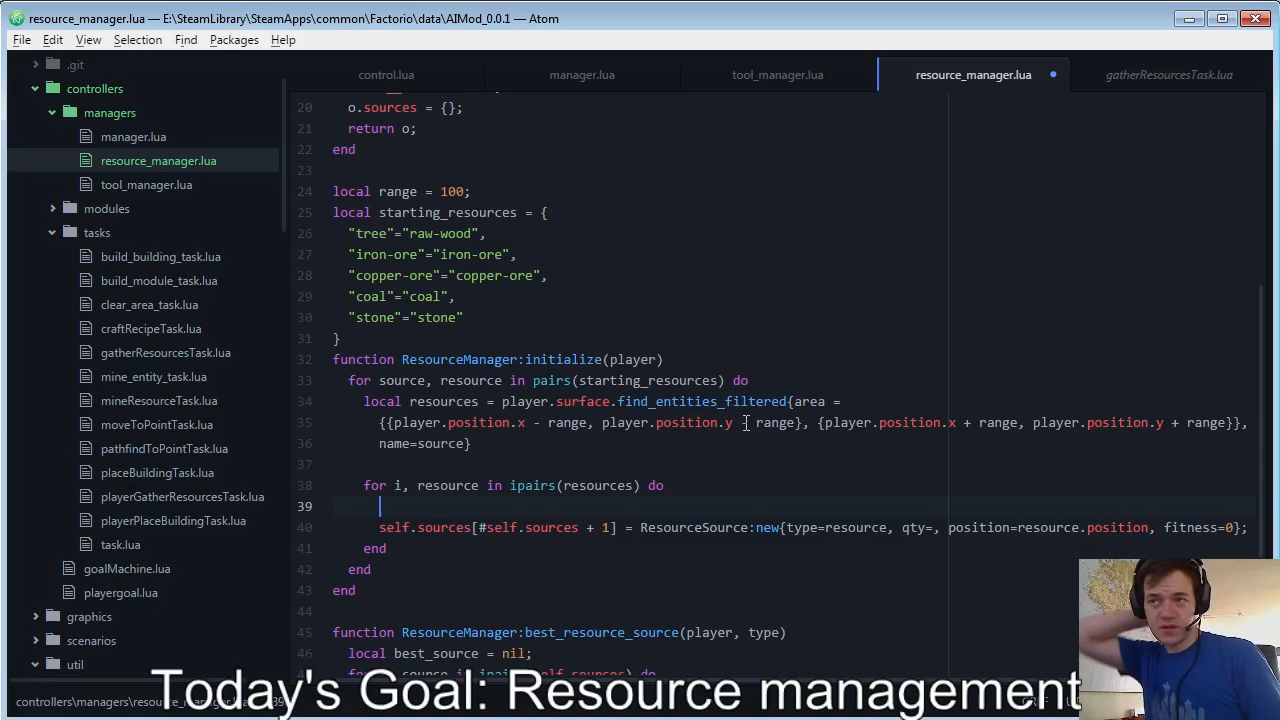 resource_manager.lua — E:\SteamLibrary\SteamApps\common\Factorio\data\AIMod_0.0.1 — Atom
File Edit View Selection Find Packages Help
.git
controllers
managers
manager.lua
resource_manager.lua
tool_manager.lua
modules
tasks
build_building_task.lua
build_module_task.lua
clear_area_task.lua
craftRecipeTask.lua
gatherResourcesTask.lua
mine_entity_task.lua
mineResourceTask.lua
moveToPointTask.lua
pathfindToPointTask.lua
placeBuildingTask.lua
playerGatherResourcesTask.lua
playerPlaceBuildingTask.lua
task.lua
goalMachine.lua
playergoal.lua
graphics
scenarios
util
control.lua manager.lua tool_manager.lua resource_manager.lua gatherResourcesTask.lua
20 o.sources = {};
21 return o;
22 end
23
24 local range = 100;
25 local starting_resources = {
26 "tree"="raw-wood",
27 "iron-ore"="iron-ore",
28 "copper-ore"="copper-ore",
29 "coal"="coal",
30 "stone"="stone"
31 }
32 function ResourceManager:initialize(player)
33 for source, resource in pairs(starting_resources) do
34 local resources = player.surface.find_entities_filtered{area =
35 {{player.position.x - range, player.position.y - range}, {player.position.x + range, player.position.y + range}},
36 name=source}
37
38 for i, resource in ipairs(resources) do
39
40 self.sources[#self.sources + 1] = ResourceSource:new{type=resource, qty=, position=resource.position, fitness=0};
41 end
42 end
43 end
44
45 function ResourceManager:best_resource_source(player, type)
46 local best_source = nil;
Today's Goal: Resource management